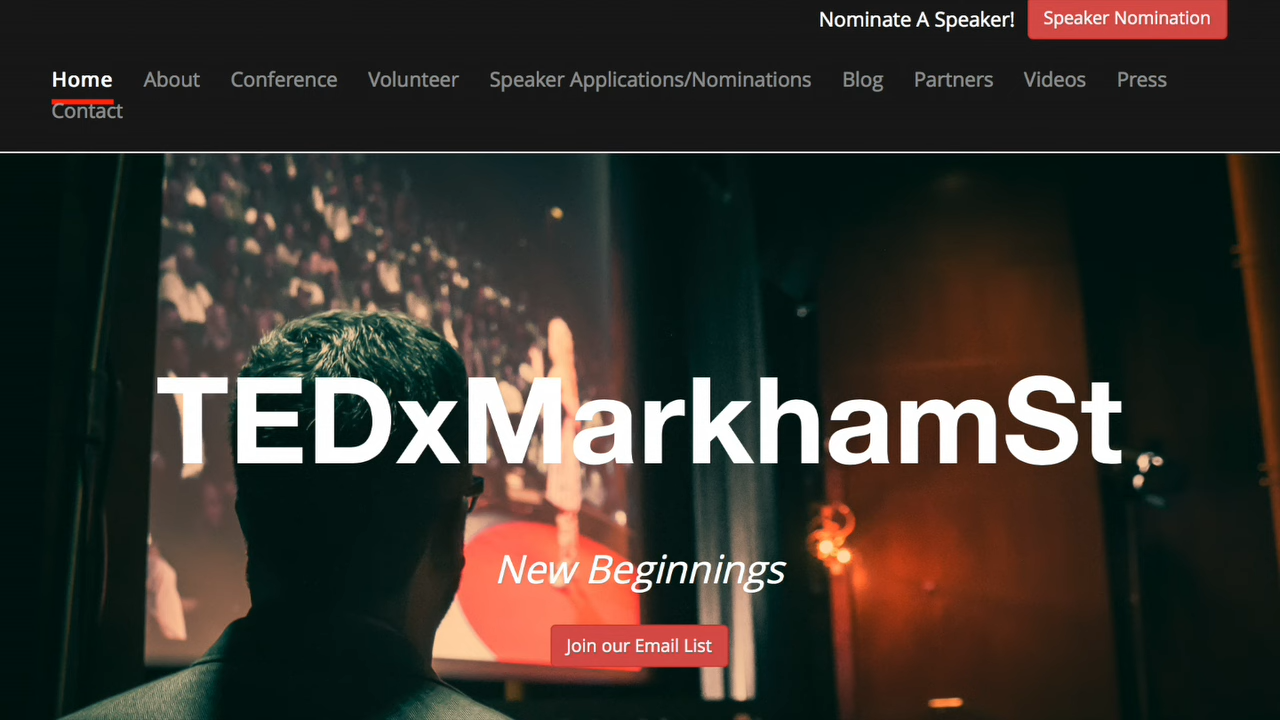 Nominate A Speaker! Speaker Nomination
Home About Conference Volunteer Speaker Applications/Nominations Blog Partners Videos Press
Contact
TEDxMarkhamSt
New Beginnings
Join our Email List